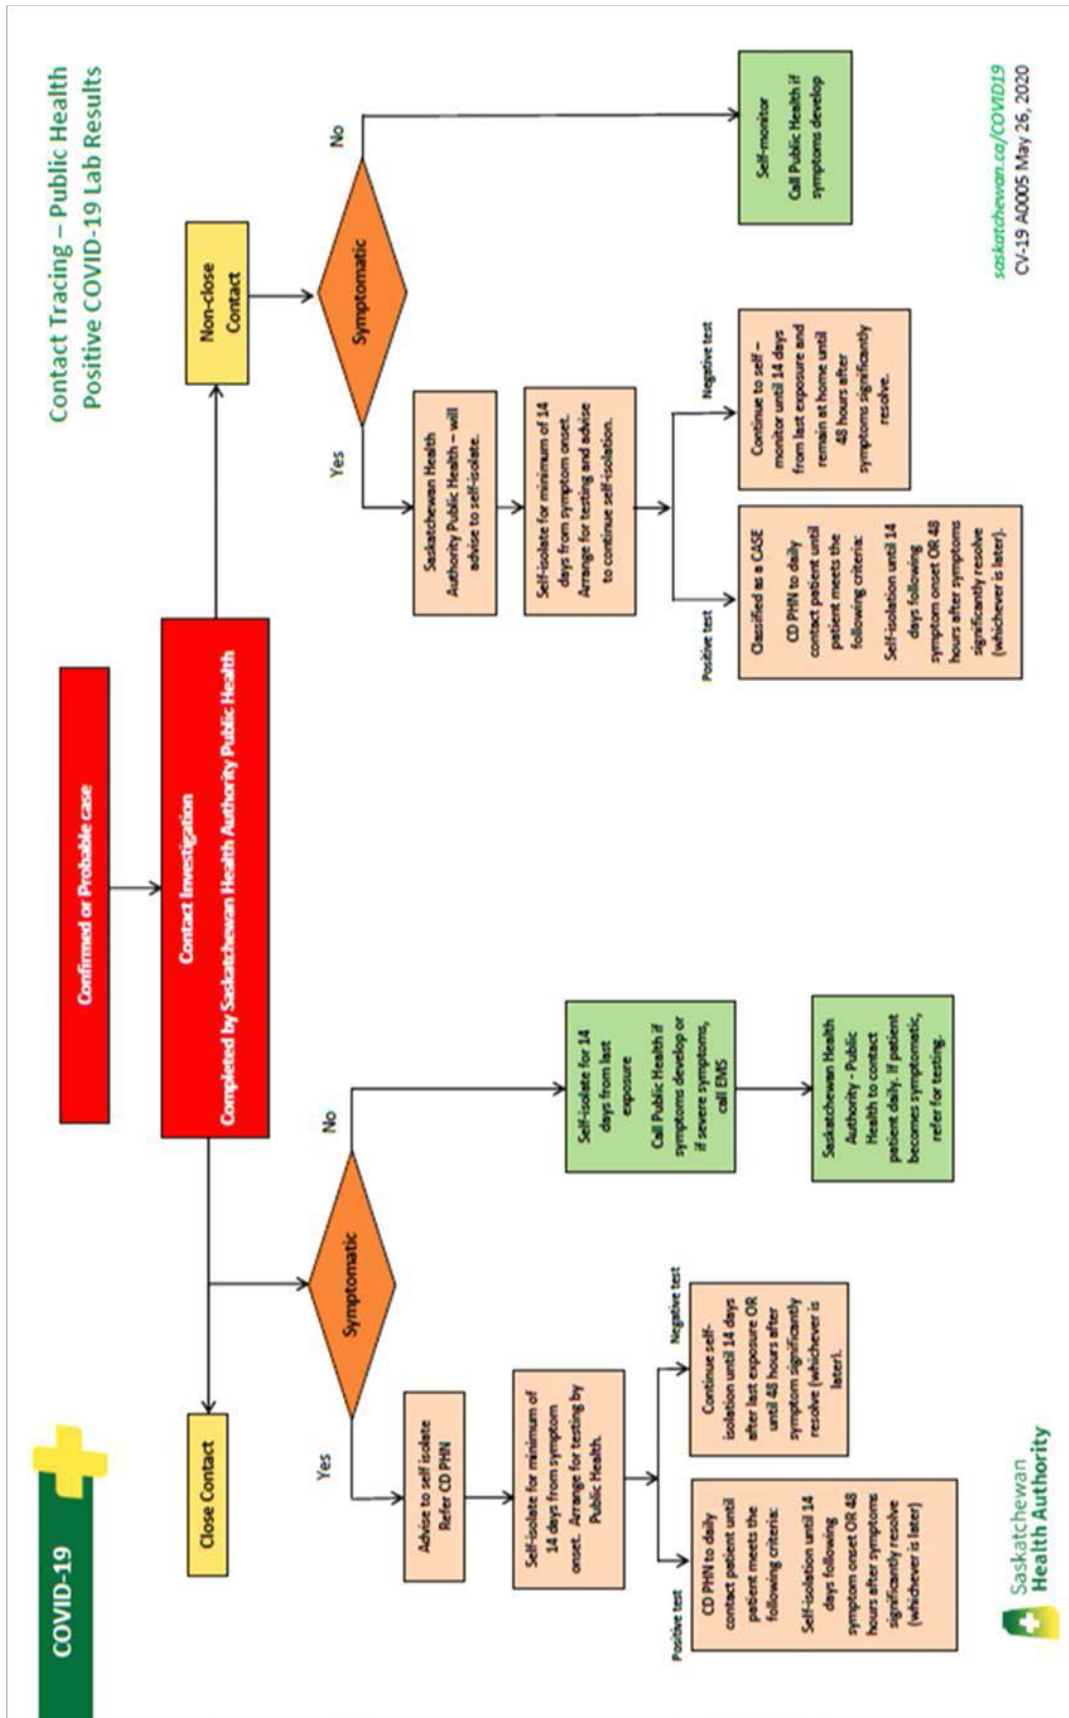 COVID-19
Contact Tracing – Public Health
Positive COVID-19 Lab Results
Confirmed or Probable case
Contact Investigation
Completed by Saskatchewan Health Authority Public Health
Close Contact
Symptomatic
Yes
No
Advise to self isolate
Refer CD PHN
Self-isolate for minimum of
14 days from symptom
onset. Arrange for testing by
Public Health.
Positive test
CD PHN to daily
contact patient until
patient meets the
following criteria:
Self-isolation until 14
days following
symptom onset OR 48
hours after symptoms
significantly resolve
(whichever is later)
Negative test
Continue self-
isolation until 14 days
after last exposure OR
until 48 hours after
symptom significantly
resolve (whichever is
later).
Self-isolate for 14
days from last
exposure
Call Public Health if
symptoms develop or
if severe symptoms,
call EMS
Saskatchewan Health
Authority - Public
Health to contact
patient daily. If patient
becomes symptomatic,
refer for testing.
Non-close
Contact
Symptomatic
Yes
No
Saskatchewan Health
Authority Public Health – will
advise to self-isolate.
Self-isolate for minimum of 14
days from symptom onset.
Arrange for testing and advise
to continue self-isolation.
Positive test
Classified as a CASE
CD PHN to daily
contact patient until
patient meets the
following criteria:
Self-isolation until 14
days following
symptom onset OR 48
hours after symptoms
significantly resolve
(whichever is later).
Negative test
Continue to self –
monitor until 14 days
from last exposure and
remain at home until
48 hours after
symptoms significantly
resolve.
Self-monitor
Call Public Health if
symptoms develop
Saskatchewan
Health Authority
saskatchewan.ca/COVID19
CV-19 A0005 May 26, 2020